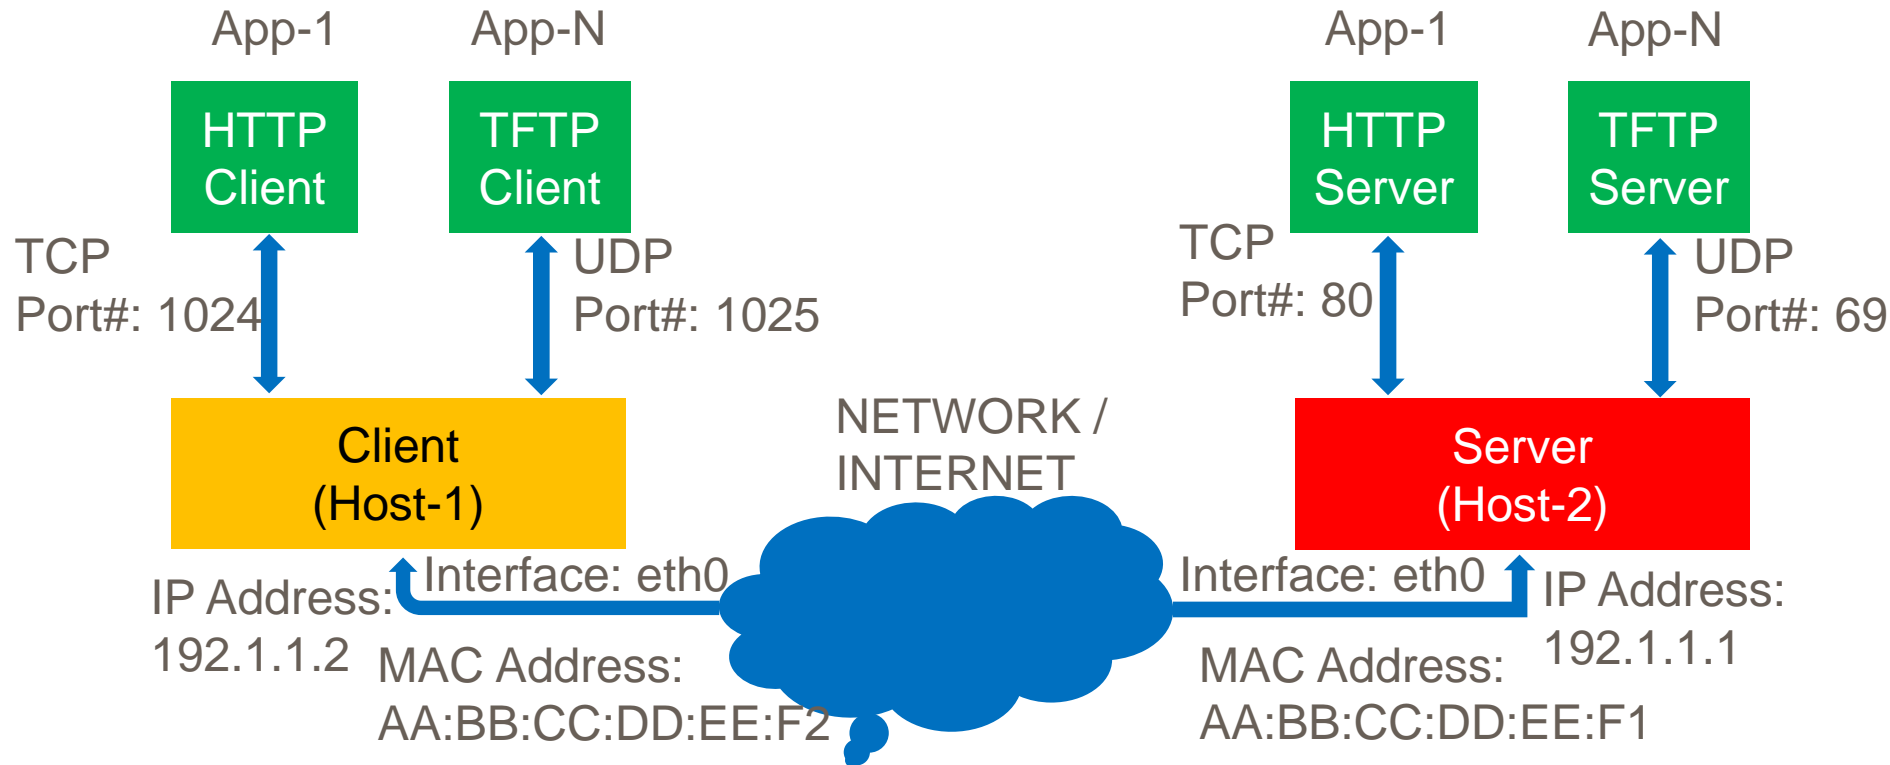 App-1
App-N
App-1
App-N
HTTP
Client
TFTP
Client
HTTP
Server
TFTP
Server
TCP
Port#: 1024
UDP
Port#: 1025
TCP
Port#: 80
UDP
Port#: 69
Client
(Host-1)
NETWORK /
INTERNET
Server
(Host-2)
IP Address:
192.1.1.2
Interface: eth0
MAC Address:
AA:BB:CC:DD:EE:F2
Interface: eth0
IP Address:
192.1.1.1
MAC Address:
AA:BB:CC:DD:EE:F1